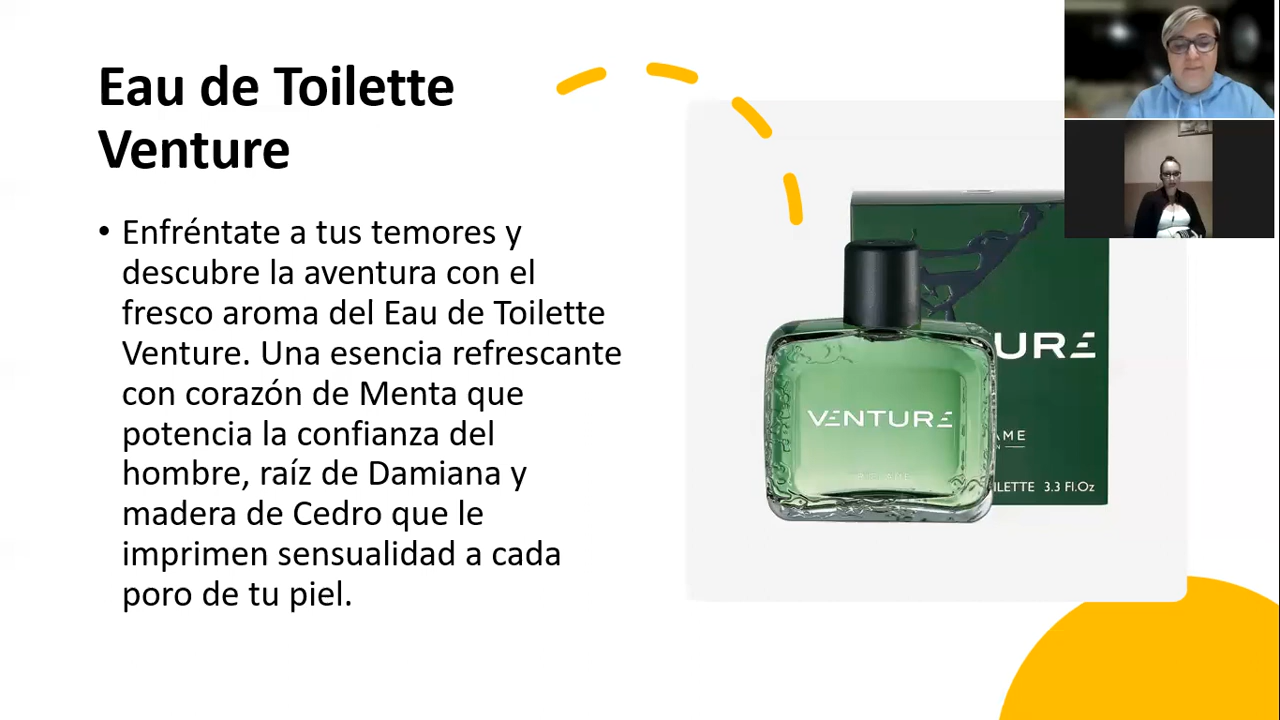 Eau de Toilette
Venture
• Enfréntate a tus temores y
descubre la aventura con el
fresco aroma del Eau de Toilette
Venture. Una esencia refrescante
con corazón de Menta que
potencia la confianza del
hombre, raíz de Damiana y
madera de Cedro que le
imprimen sensualidad a cada
poro de tu piel.
URE
VENTURE
AME
N
ILETTE 3.3 Fl.Oz